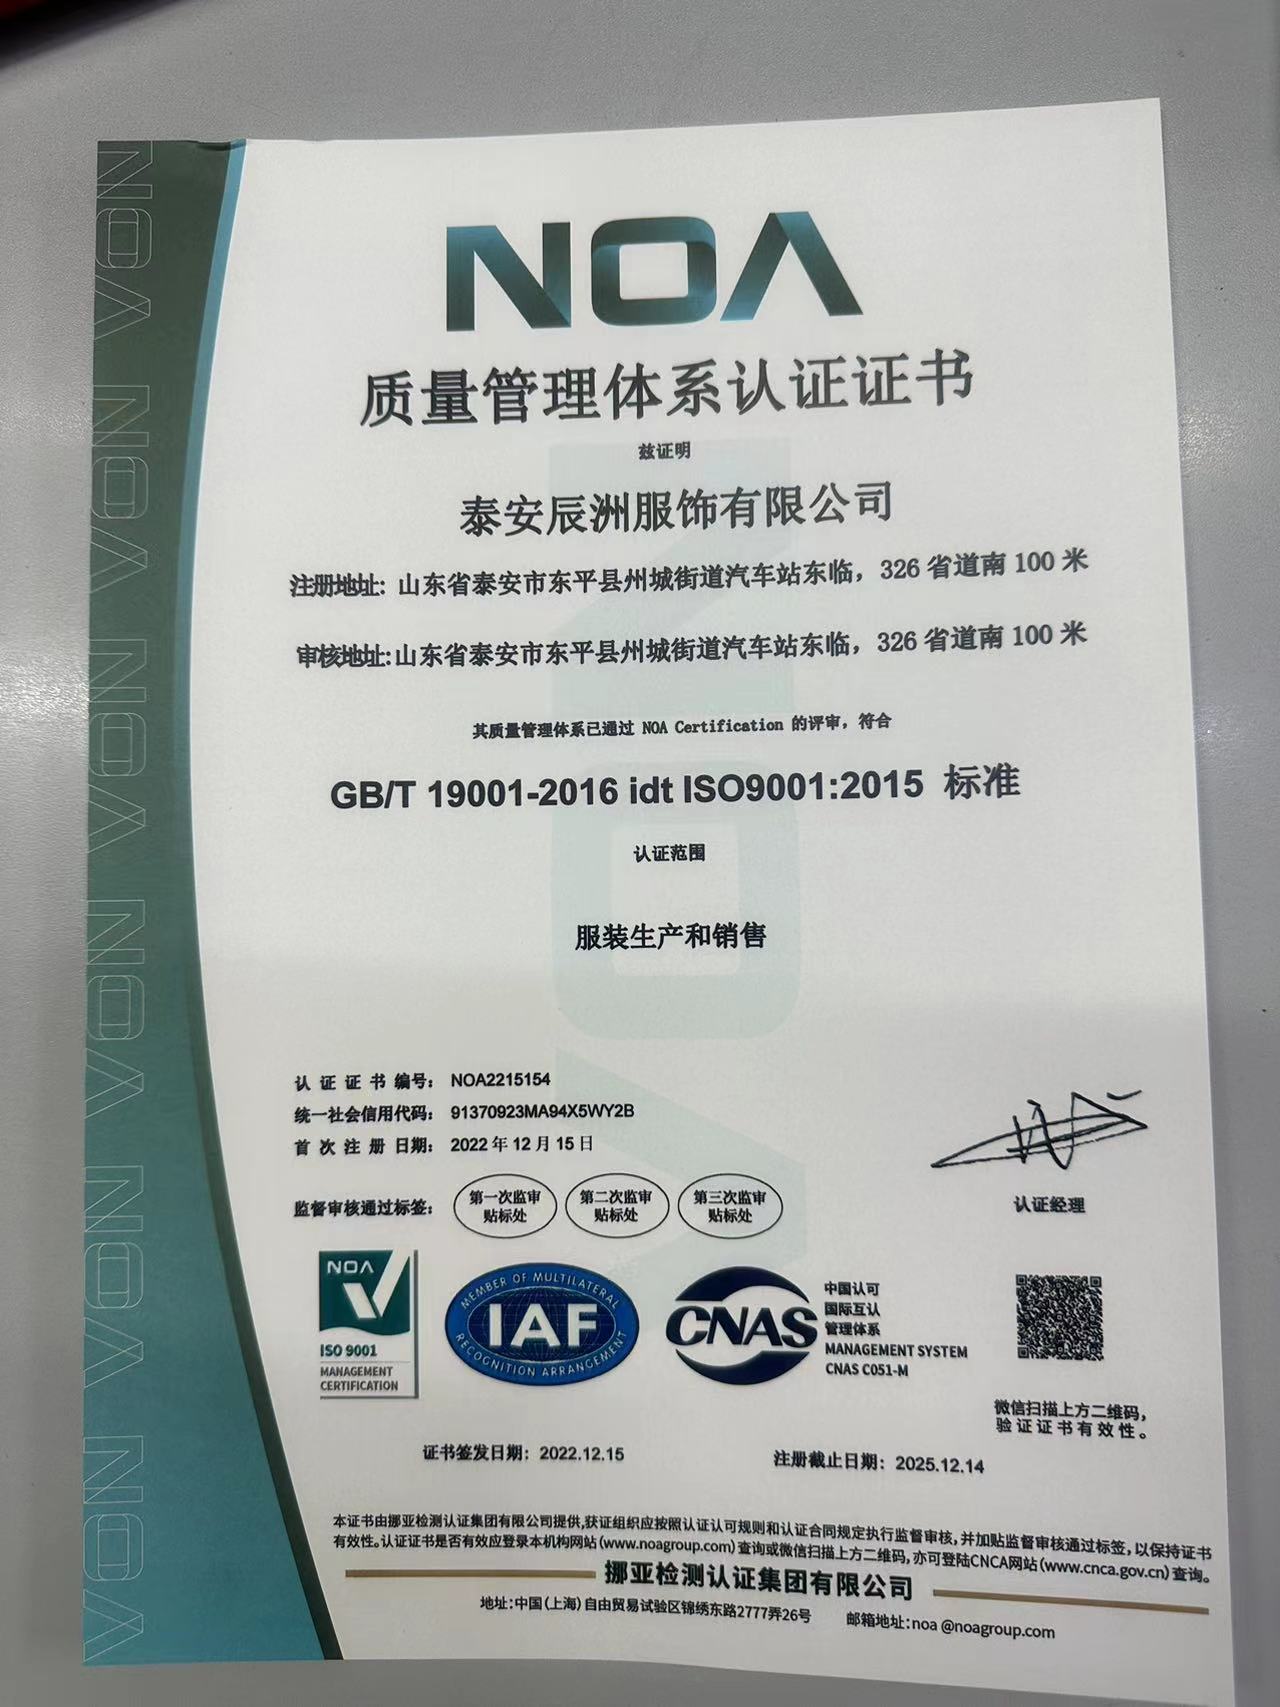 NOA
质量管理体系认证证书
兹证明
泰安辰洲服饰有限公司
注册地址: 山东省泰安市东平县州城街道汽车站东临，326 省道南 100 米
审核地址:山东省泰安市东平县州城街道汽车站东临，326 省道南 100 米
其质量管理体系已通过 NOA Certification 的评审，符合
GB/T 19001-2016 idt ISO9001:2015 标准
认证范围
服装生产和销售
认 证 证 书 编号： NOA2215154
统一社会信用代码： 91370923MA94X5WY2B
首 次 注 册 日期： 2022 年 12 月 15 日
监督审核通过标签：
第一次监审
贴标处
第二次监审
贴标处
第三次监审
贴标处
认证经理
NOA
ISO 9001
MANAGEMENT
CERTIFICATION
MEMBER OF MULTILATERAL
IAF
RECOGNITION ARRANGEMENT
CNAS
中国认可
国际互认
管理体系
MANAGEMENT SYSTEM
CNAS C051-M
微信扫描上方二维码，
验 证 证 书 有 效 性 。
证书签发日期：2022.12.15
注册截止日期：2025.12.14
本证书由挪亚检测认证集团有限公司提供,获证组织应按照认证认可规则和认证合同规定执行监督审核,并加贴监督审核通过标签，以保持证书
有效性。认证证书是否有效应登录本机构网站(www.noagroup.com)查询或微信扫描上方二维码,亦可登陆CNCA网站(www.cnca.gov.cn)查询。
挪亚检测认证集团有限公司
地址:中国(上海)自由贸易试验区锦绣东路2777弄26号 邮箱地址:noa @noagroup.com
NOA NOA NOA NOA NOA NOA